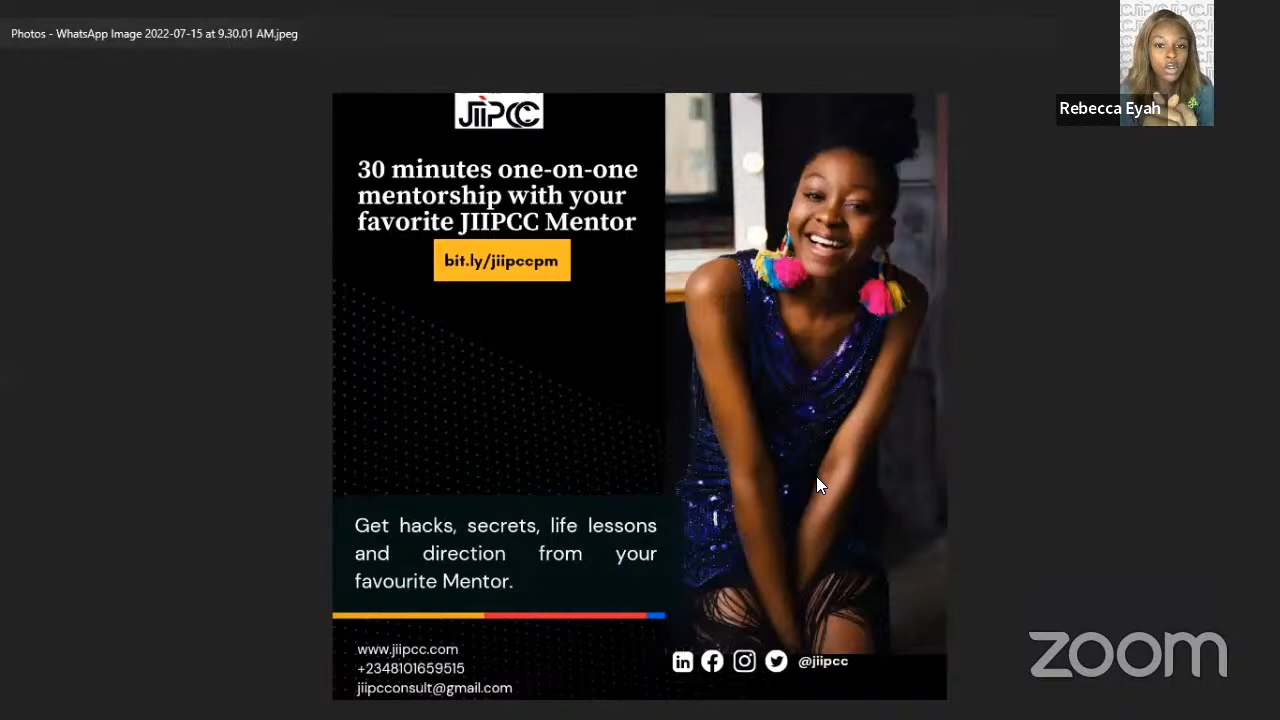 Photos - WhatsApp Image 2022-07-15 at 9.30.01 AM.jpeg
Rebecca Eyah
JIIPCC
30 minutes one-on-one
mentorship with your
favorite JIIPCC Mentor
bit.ly/jiipccpm
Get hacks, secrets, life lessons
and direction from your
favourite Mentor.
www.jiipcc.com
+2348101659515
jiipcconsult@gmail.com
@jiipcc
zoom